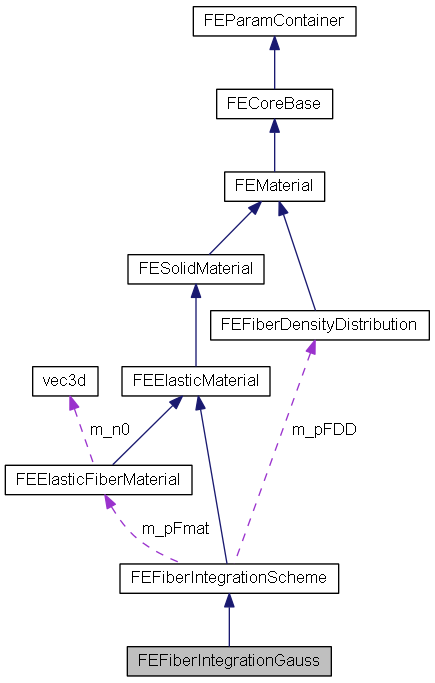 FEParamContainer
FECoreBase
FEMaterial
FESolidMaterial
FEFiberDensityDistribution
vec3d
FEElasticMaterial
m_n0
m_pFDD
FEElasticFiberMaterial
m_pFmat
FEFiberIntegrationScheme
FEFiberIntegrationGauss